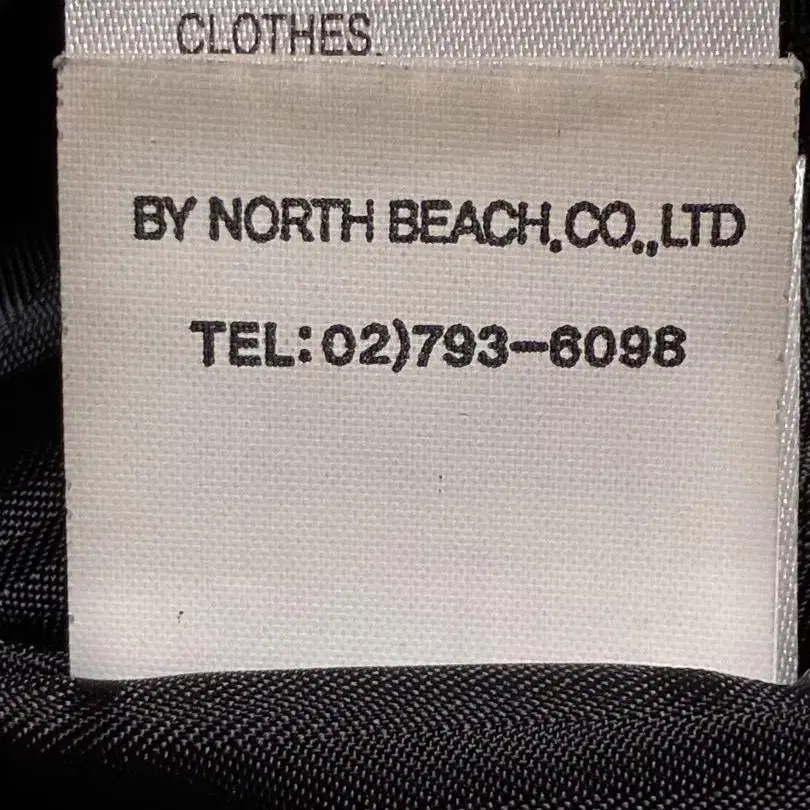 CLOTHES.
BY NORTH BEACH.CO.,LTD
TEL:02)793-6098